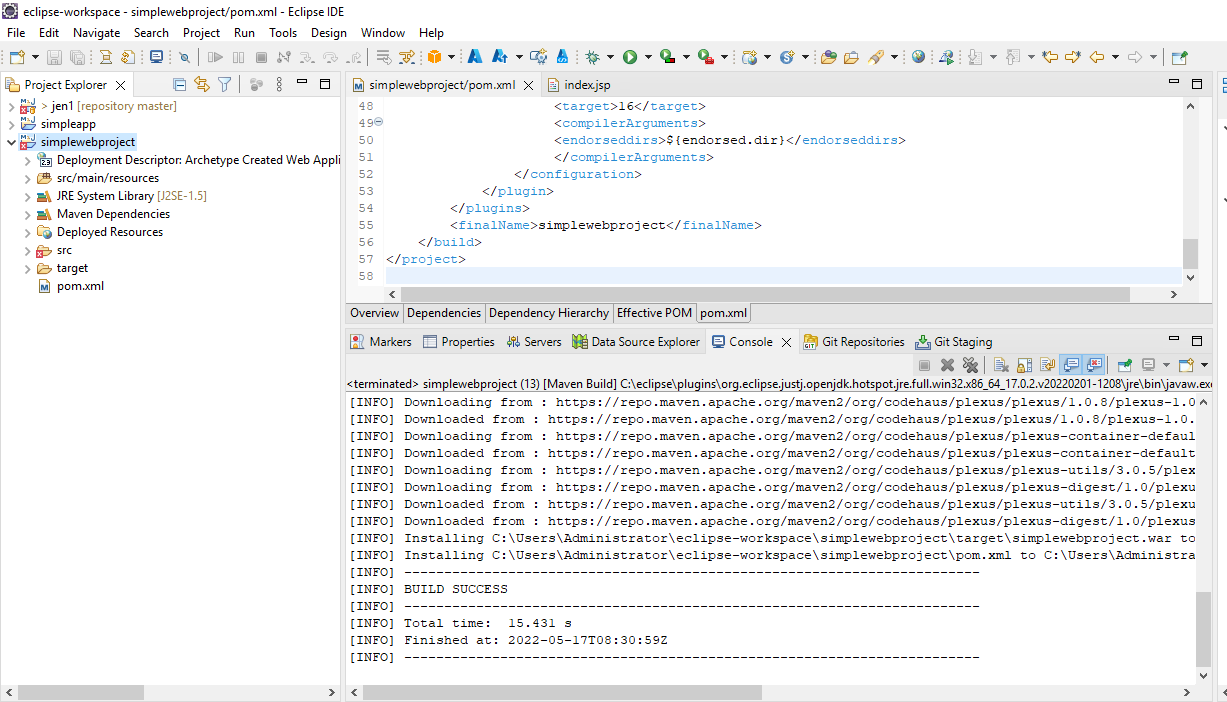 eclipse-workspace - simplewebproject/pom.xml - Eclipse IDE
File Edit Navigate Search Project Run Tools Design Window Help
Project Explorer
> jen1 [repository master]
simpleapp
simplewebproject
Deployment Descriptor: Archetype Created Web Appli
src/main/resources
JRE System Library [J2SE-1.5]
Maven Dependencies
Deployed Resources
src
target
pom.xml
simplewebproject/pom.xml index.jsp
48 <target>16</target>
49 <compilerArguments>
50 <endorseddirs>${endorsed.dir}</endorseddirs>
51 </compilerArguments>
52 </configuration>
53 </plugin>
54 </plugins>
55 <finalName>simplewebproject</finalName>
56 </build>
57 </project>
58
Overview Dependencies Dependency Hierarchy Effective POM pom.xml
Markers Properties Servers Data Source Explorer Console Git Repositories Git Staging
<terminated> simplewebproject (13) [Maven Build] C:\eclipse\plugins\org.eclipse.justj.openjdk.hotspot.jre.full.win32.x86_64_17.0.2.v20220201-1208\jre\bin\javaw.exe
[INFO] Downloading from : https://repo.maven.apache.org/maven2/org/codehaus/plexus/plexus/1.0.8/plexus-1.0
[INFO] Downloaded from : https://repo.maven.apache.org/maven2/org/codehaus/plexus/plexus/1.0.8/plexus-1.0.
[INFO] Downloading from : https://repo.maven.apache.org/maven2/org/codehaus/plexus/plexus-container-defaul
[INFO] Downloaded from : https://repo.maven.apache.org/maven2/org/codehaus/plexus/plexus-container-default
[INFO] Downloading from : https://repo.maven.apache.org/maven2/org/codehaus/plexus/plexus-utils/3.0.5/plex
[INFO] Downloading from : https://repo.maven.apache.org/maven2/org/codehaus/plexus/plexus-digest/1.0/plexu
[INFO] Downloaded from : https://repo.maven.apache.org/maven2/org/codehaus/plexus/plexus-utils/3.0.5/plexu
[INFO] Downloaded from : https://repo.maven.apache.org/maven2/org/codehaus/plexus/plexus-digest/1.0/plexus
[INFO] Installing C:\Users\Administrator\eclipse-workspace\simplewebproject\target\simplewebproject.war to
[INFO] Installing C:\Users\Administrator\eclipse-workspace\simplewebproject\pom.xml to C:\Users\Administra
[INFO] ------------------------------------------------------------------------
[INFO] BUILD SUCCESS
[INFO] ------------------------------------------------------------------------
[INFO] Total time:  15.431 s
[INFO] Finished at: 2022-05-17T08:30:59Z
[INFO] ------------------------------------------------------------------------